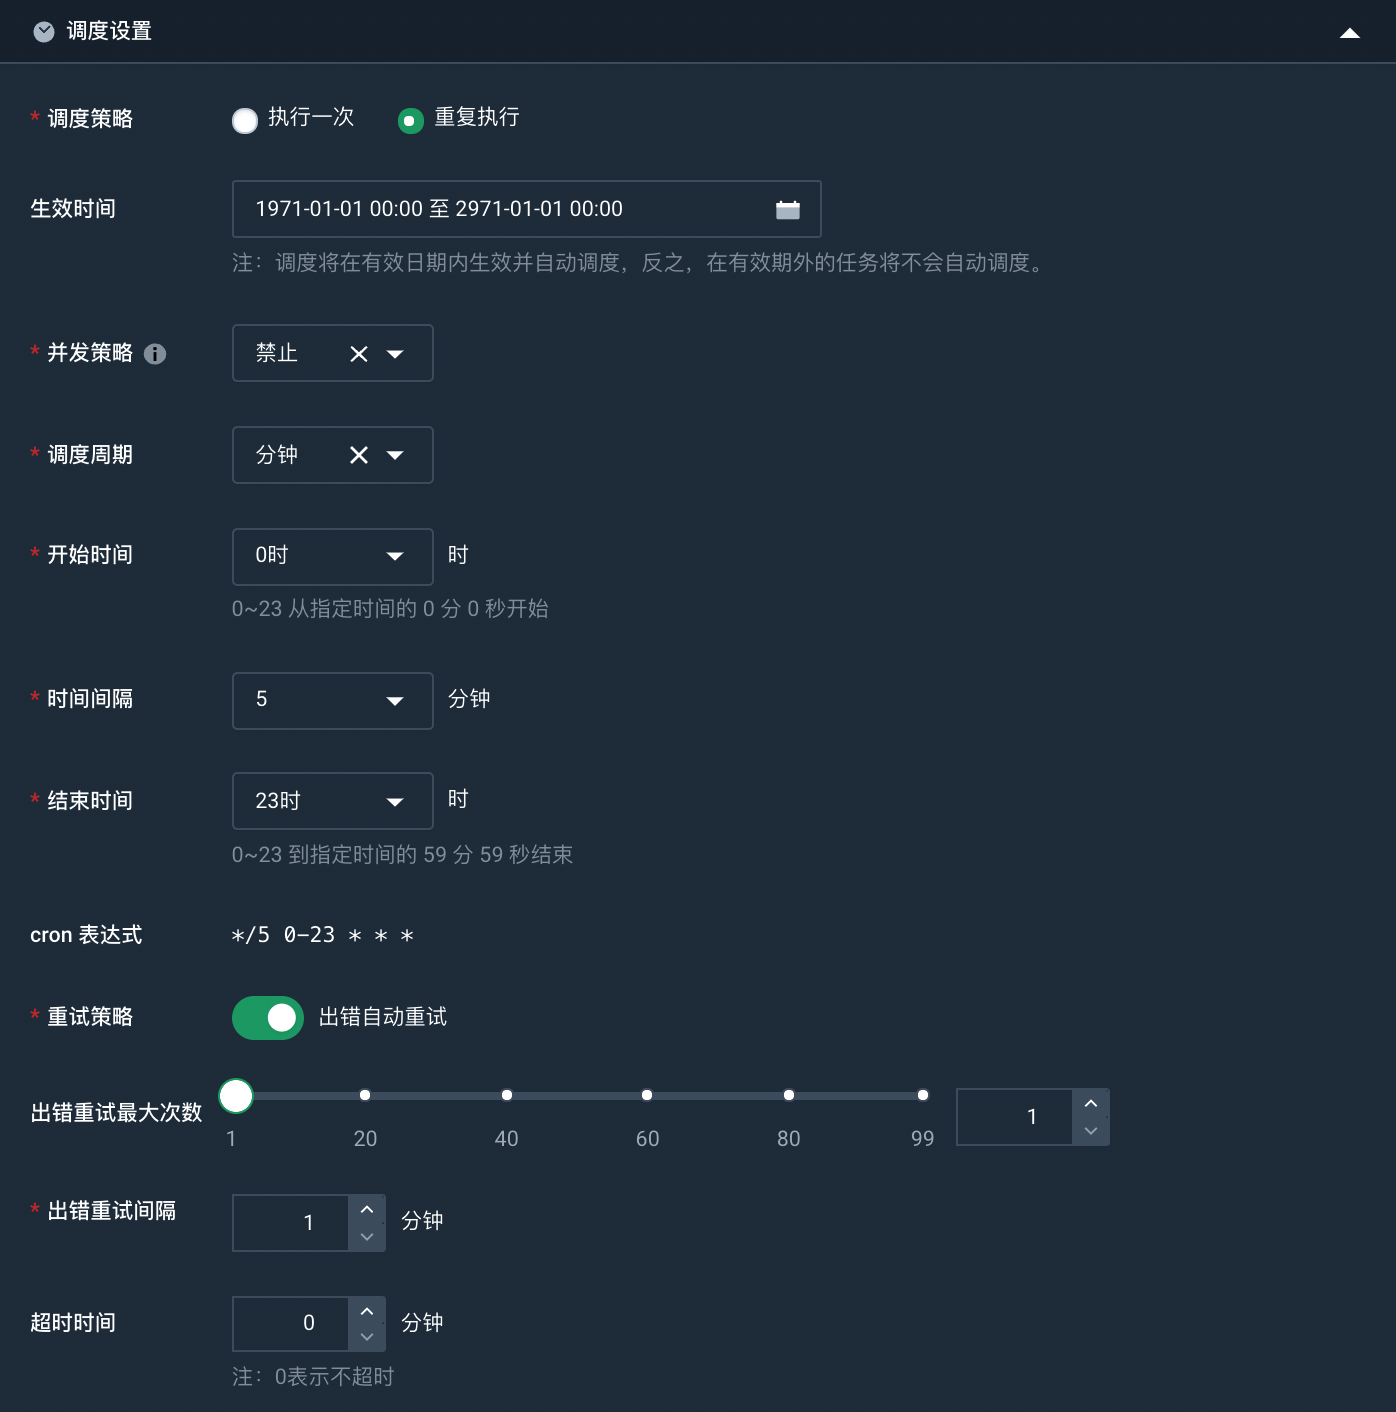 调度设置
* 调度策略 执行一次 重复执行
生效时间 1971-01-01 00:00 至 2971-01-01 00:00
注：调度将在有效日期内生效并自动调度，反之，在有效期外的任务将不会自动调度。
* 并发策略 禁止
* 调度周期 分钟
* 开始时间 0时 时
0~23 从指定时间的 0 分 0 秒开始
* 时间间隔 5 分钟
* 结束时间 23时 时
0~23 到指定时间的 59 分 59 秒结束
cron 表达式 */5 0-23 * * *
* 重试策略 出错自动重试
出错重试最大次数 1
1 20 40 60 80 99
* 出错重试间隔 1 分钟
超时时间 0 分钟
注：0表示不超时